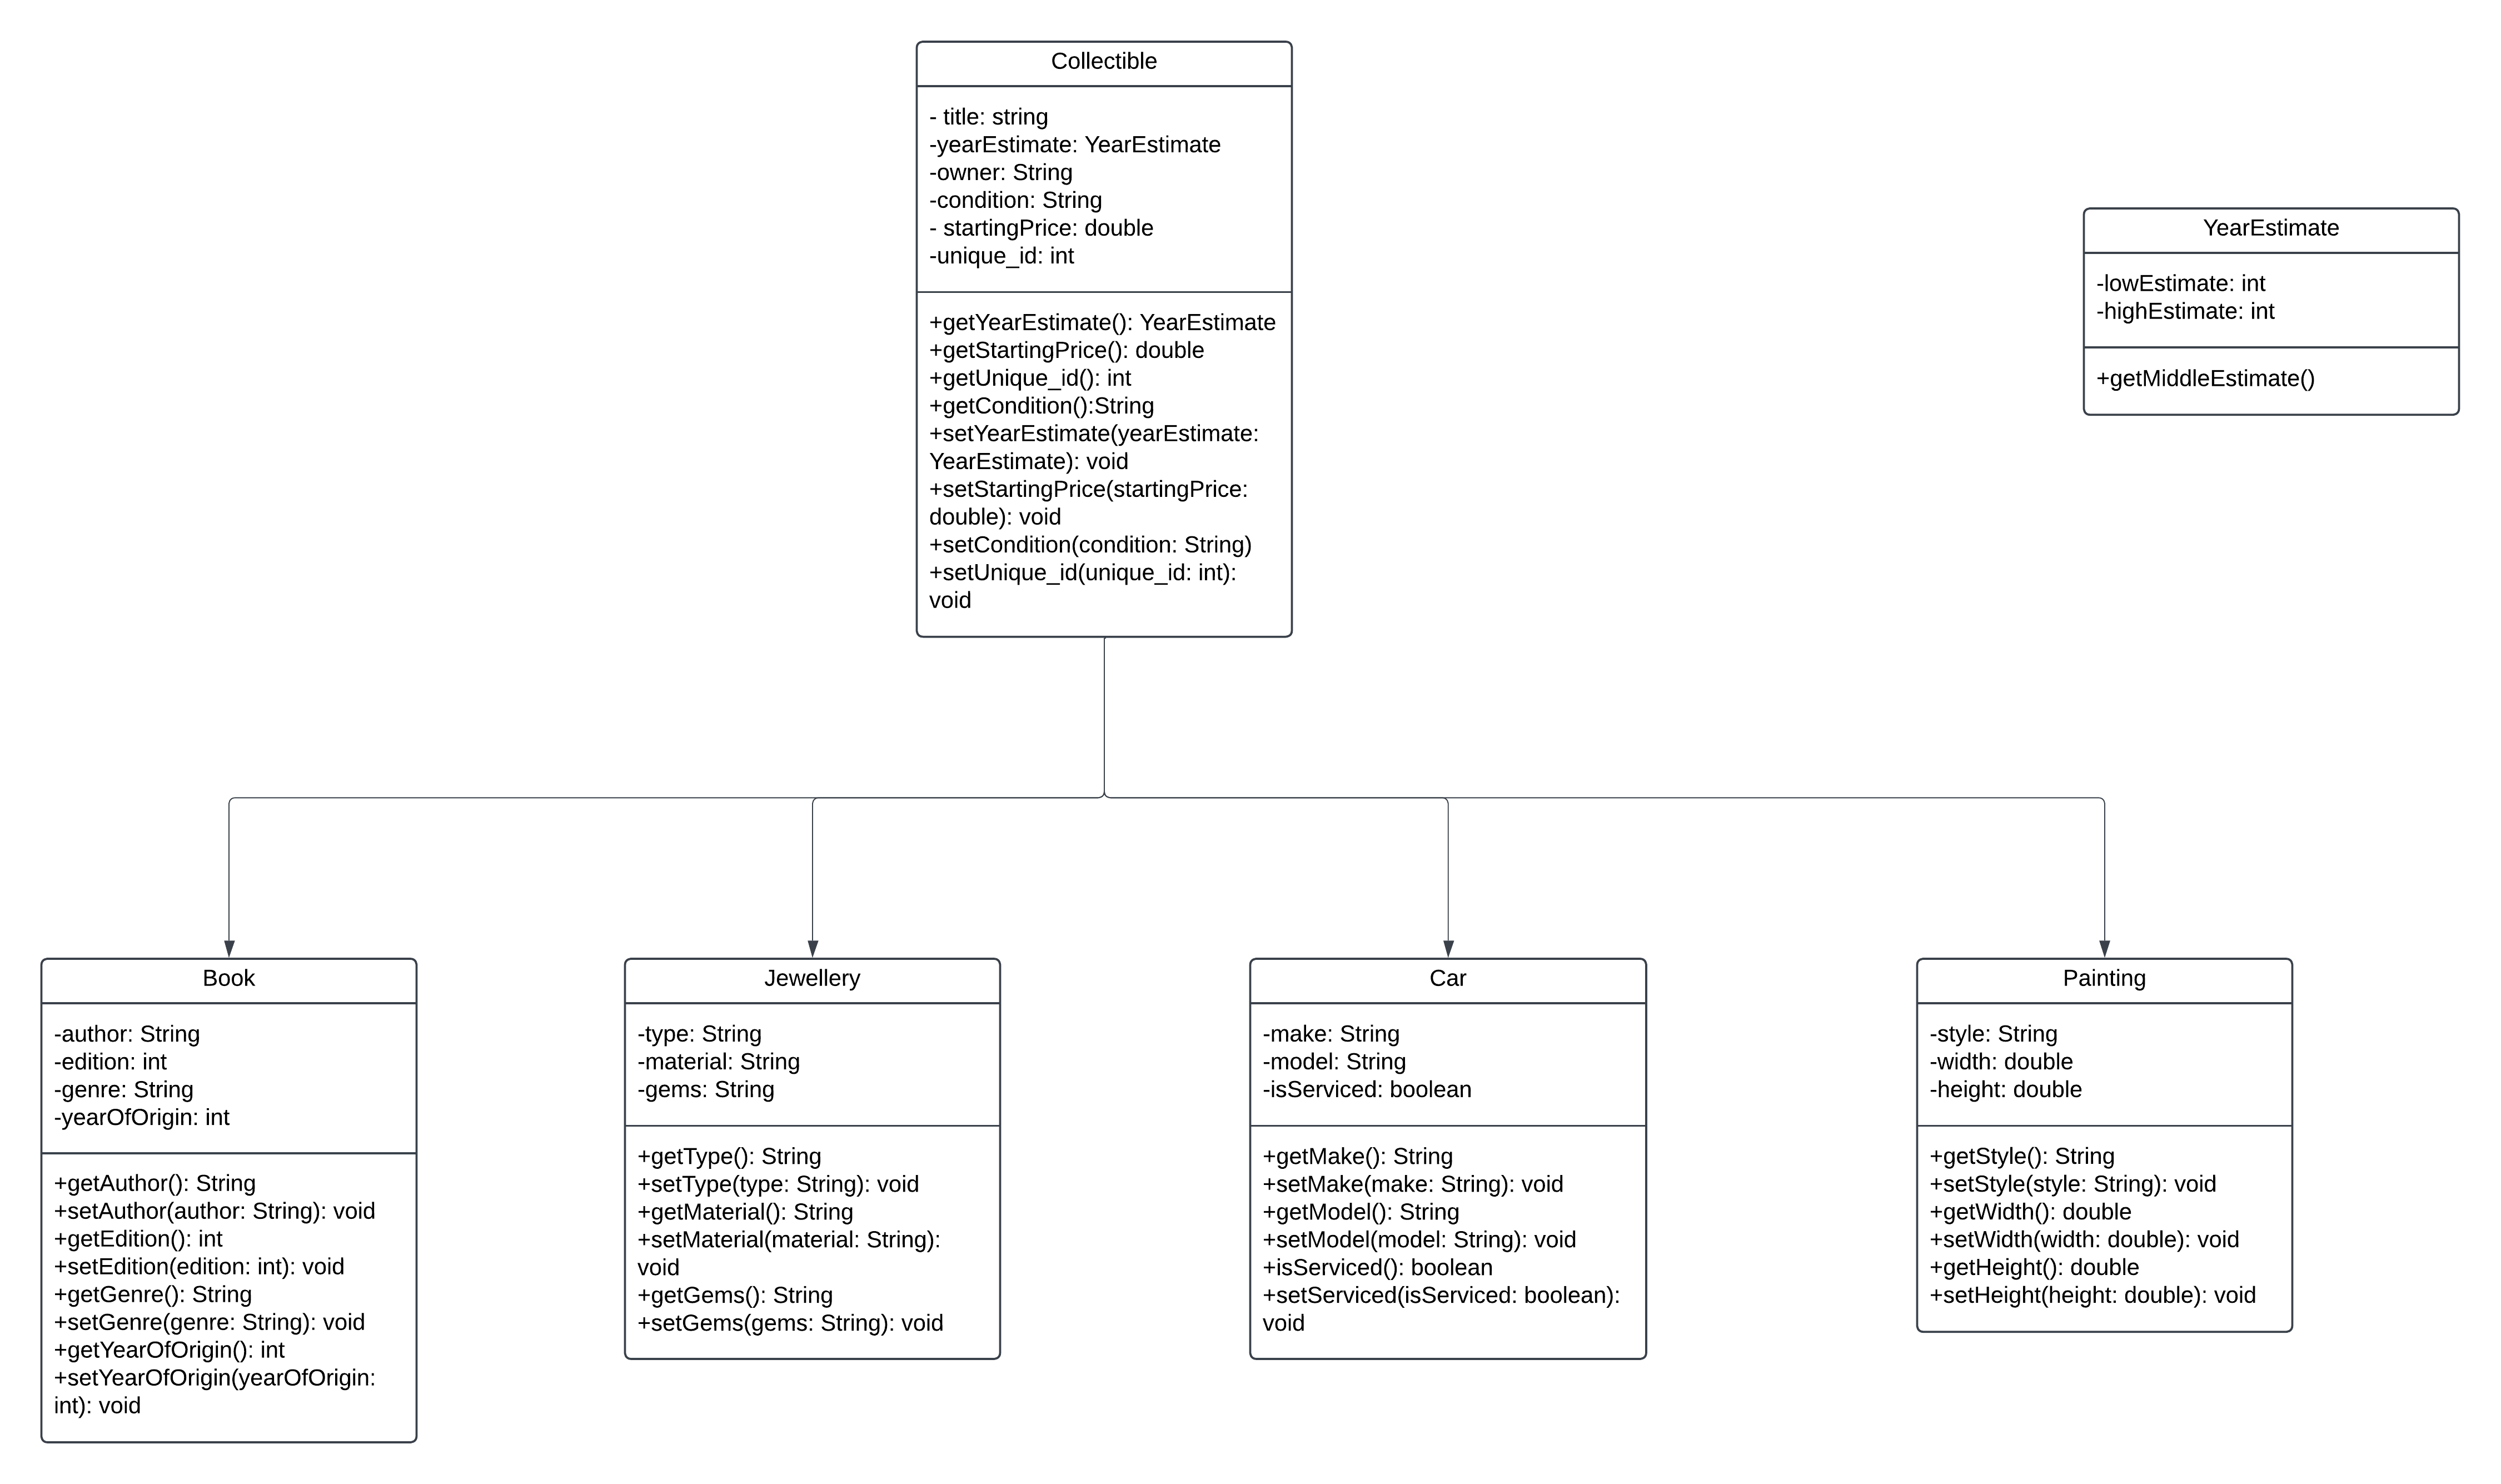 Collectible
- title: string
-yearEstimate: YearEstimate
-owner: String
-condition: String
- startingPrice: double
-unique_id: int
+getYearEstimate(): YearEstimate
+getStartingPrice(): double
+getUnique_id(): int
+getCondition():String
+setYearEstimate(yearEstimate:
YearEstimate): void
+setStartingPrice(startingPrice:
double): void
+setCondition(condition: String)
+setUnique_id(unique_id: int):
void
YearEstimate
-lowEstimate: int
-highEstimate: int
+getMiddleEstimate()
Book
-author: String
-edition: int
-genre: String
-yearOfOrigin: int
+getAuthor(): String
+setAuthor(author: String): void
+getEdition(): int
+setEdition(edition: int): void
+getGenre(): String
+setGenre(genre: String): void
+getYearOfOrigin(): int
+setYearOfOrigin(yearOfOrigin:
int): void
Jewellery
-type: String
-material: String
-gems: String
+getType(): String
+setType(type: String): void
+getMaterial(): String
+setMaterial(material: String):
void
+getGems(): String
+setGems(gems: String): void
Car
-make: String
-model: String
-isServiced: boolean
+getMake(): String
+setMake(make: String): void
+getModel(): String
+setModel(model: String): void
+isServiced(): boolean
+setServiced(isServiced: boolean):
void
Painting
-style: String
-width: double
-height: double
+getStyle(): String
+setStyle(style: String): void
+getWidth(): double
+setWidth(width: double): void
+getHeight(): double
+setHeight(height: double): void